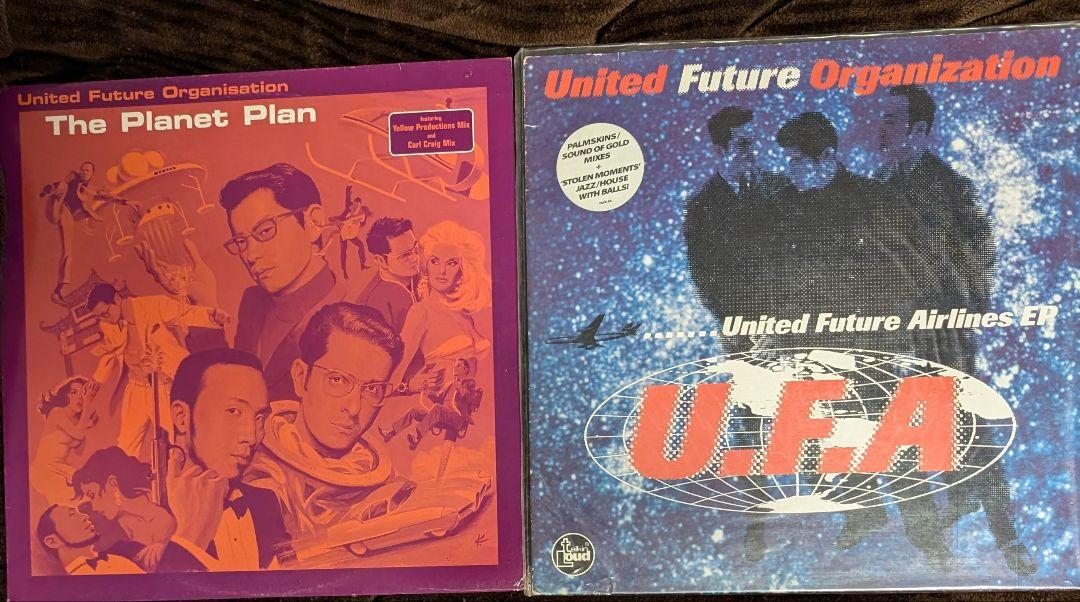 United Future Organisation
The Planet Plan
featuring
Yellow Productions Mix
and
Carl Craig Mix
United Future Organization
PALMSKINS/
SOUND OF GOLD
MIXES
+
'STOLEN MOMENTS'
JAZZ/HOUSE
WITH BALLS!
.......United Future Airlines EP
U.F.A
talkin'
loud